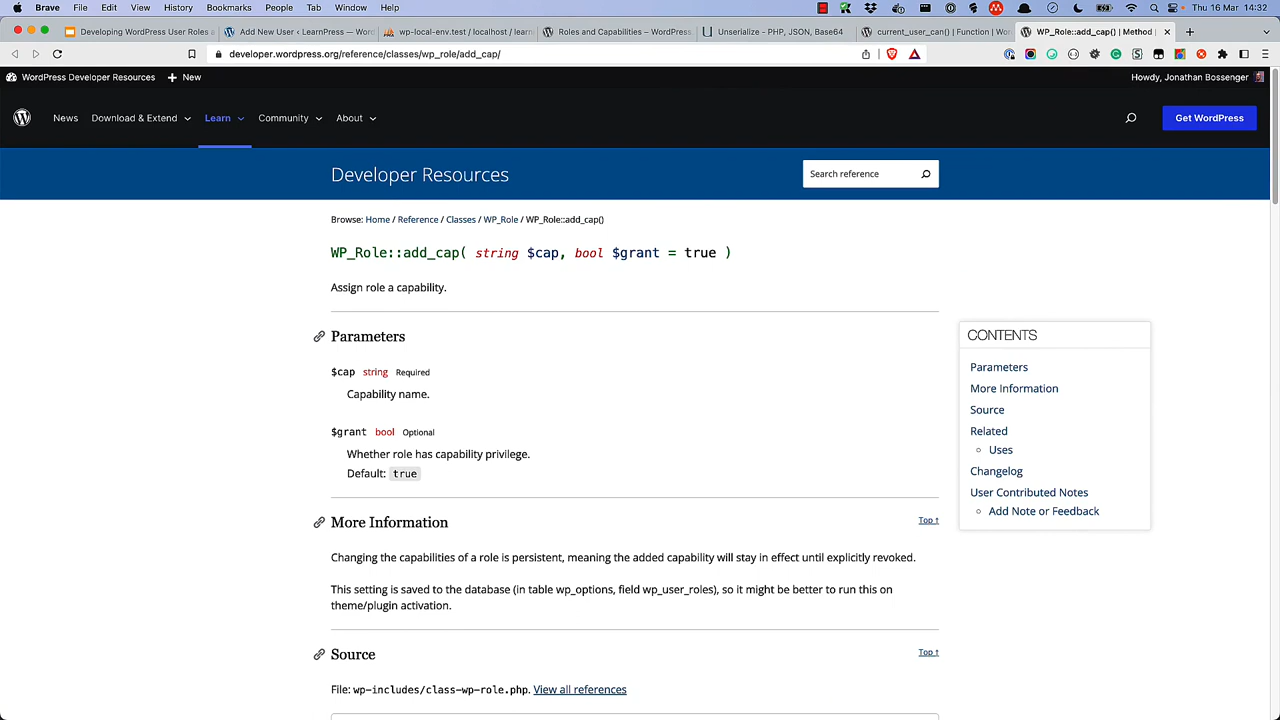 Brave File Edit View History Bookmarks People Tab Window Help Thu 16 Mar 14:32
Developing WordPress User Roles a
Add New User < LearnPress — Wor
wp-local-env.test / localhost / learn
Roles and Capabilities – WordPress.
Unserialize - PHP, JSON, Base64
current_user_can() | Function | Wor
WP_Role::add_cap() | Method |
developer.wordpress.org/reference/classes/wp_role/add_cap/
WordPress Developer Resources + New Howdy, Jonathan Bossenger
News Download & Extend Learn Community About Get WordPress
Developer Resources Search reference
Browse: Home / Reference / Classes / WP_Role / WP_Role::add_cap()
WP_Role::add_cap( string $cap, bool $grant = true )
Assign role a capability.
Parameters
$cap string Required
Capability name.
$grant bool Optional
Whether role has capability privilege.
Default: true
More Information Top ↑
Changing the capabilities of a role is persistent, meaning the added capability will stay in effect until explicitly revoked.
This setting is saved to the database (in table wp_options, field wp_user_roles), so it might be better to run this on
theme/plugin activation.
Source Top ↑
File: wp-includes/class-wp-role.php. View all references
CONTENTS
Parameters
More Information
Source
Related
Uses
Changelog
User Contributed Notes
Add Note or Feedback